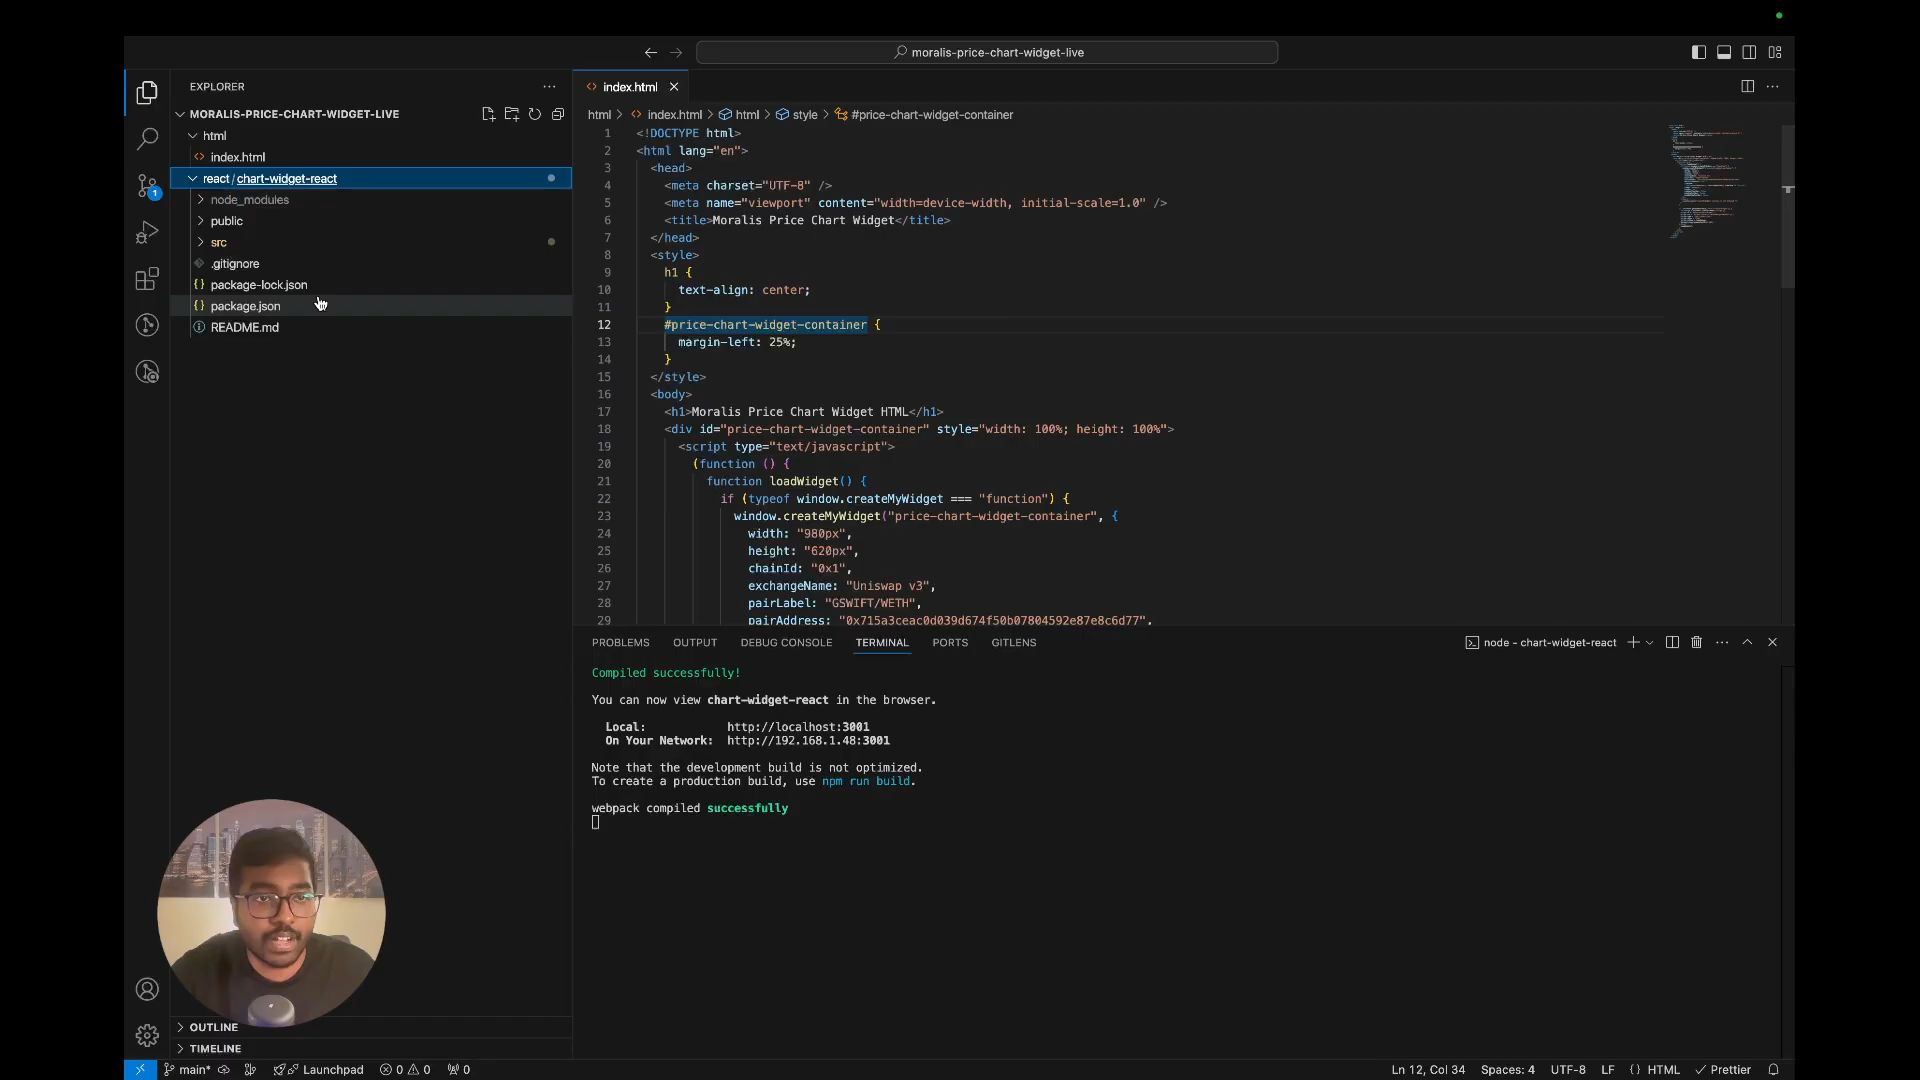 moralis-price-chart-widget-live
EXPLORER
MORALIS-PRICE-CHART-WIDGET-LIVE
html
index.html
react / chart-widget-react
node_modules
public
src
.gitignore
package-lock.json
package.json
README.md
1
OUTLINE
TIMELINE
index.html
html > index.html > html > style > #price-chart-widget-container
1 <!DOCTYPE html>
2 <html lang="en">
3 <head>
4 <meta charset="UTF-8" />
5 <meta name="viewport" content="width=device-width, initial-scale=1.0" />
6 <title>Moralis Price Chart Widget</title>
7 </head>
8 <style>
9 h1 {
10 text-align: center;
11 }
12 #price-chart-widget-container {
13 margin-left: 25%;
14 }
15 </style>
16 <body>
17 <h1>Moralis Price Chart Widget HTML</h1>
18 <div id="price-chart-widget-container" style="width: 100%; height: 100%">
19 <script type="text/javascript">
20 (function () {
21 function loadWidget() {
22 if (typeof window.createMyWidget === "function") {
23 window.createMyWidget("price-chart-widget-container", {
24 width: "980px",
25 height: "620px",
26 chainId: "0x1",
27 exchangeName: "Uniswap v3",
28 pairLabel: "GSWIFT/WETH",
29 pairAddress: "0x715a3ceac0d039d674f50b07804592e87e8c6d77",
PROBLEMS OUTPUT DEBUG CONSOLE TERMINAL PORTS GITLENS
node - chart-widget-react
Compiled successfully!
You can now view chart-widget-react in the browser.
Local: http://localhost:3001
On Your Network: http://192.168.1.48:3001
Note that the development build is not optimized.
To create a production build, use npm run build.
webpack compiled successfully
main* Launchpad 0 0 0
Ln 12, Col 34 Spaces: 4 UTF-8 LF {} HTML Prettier